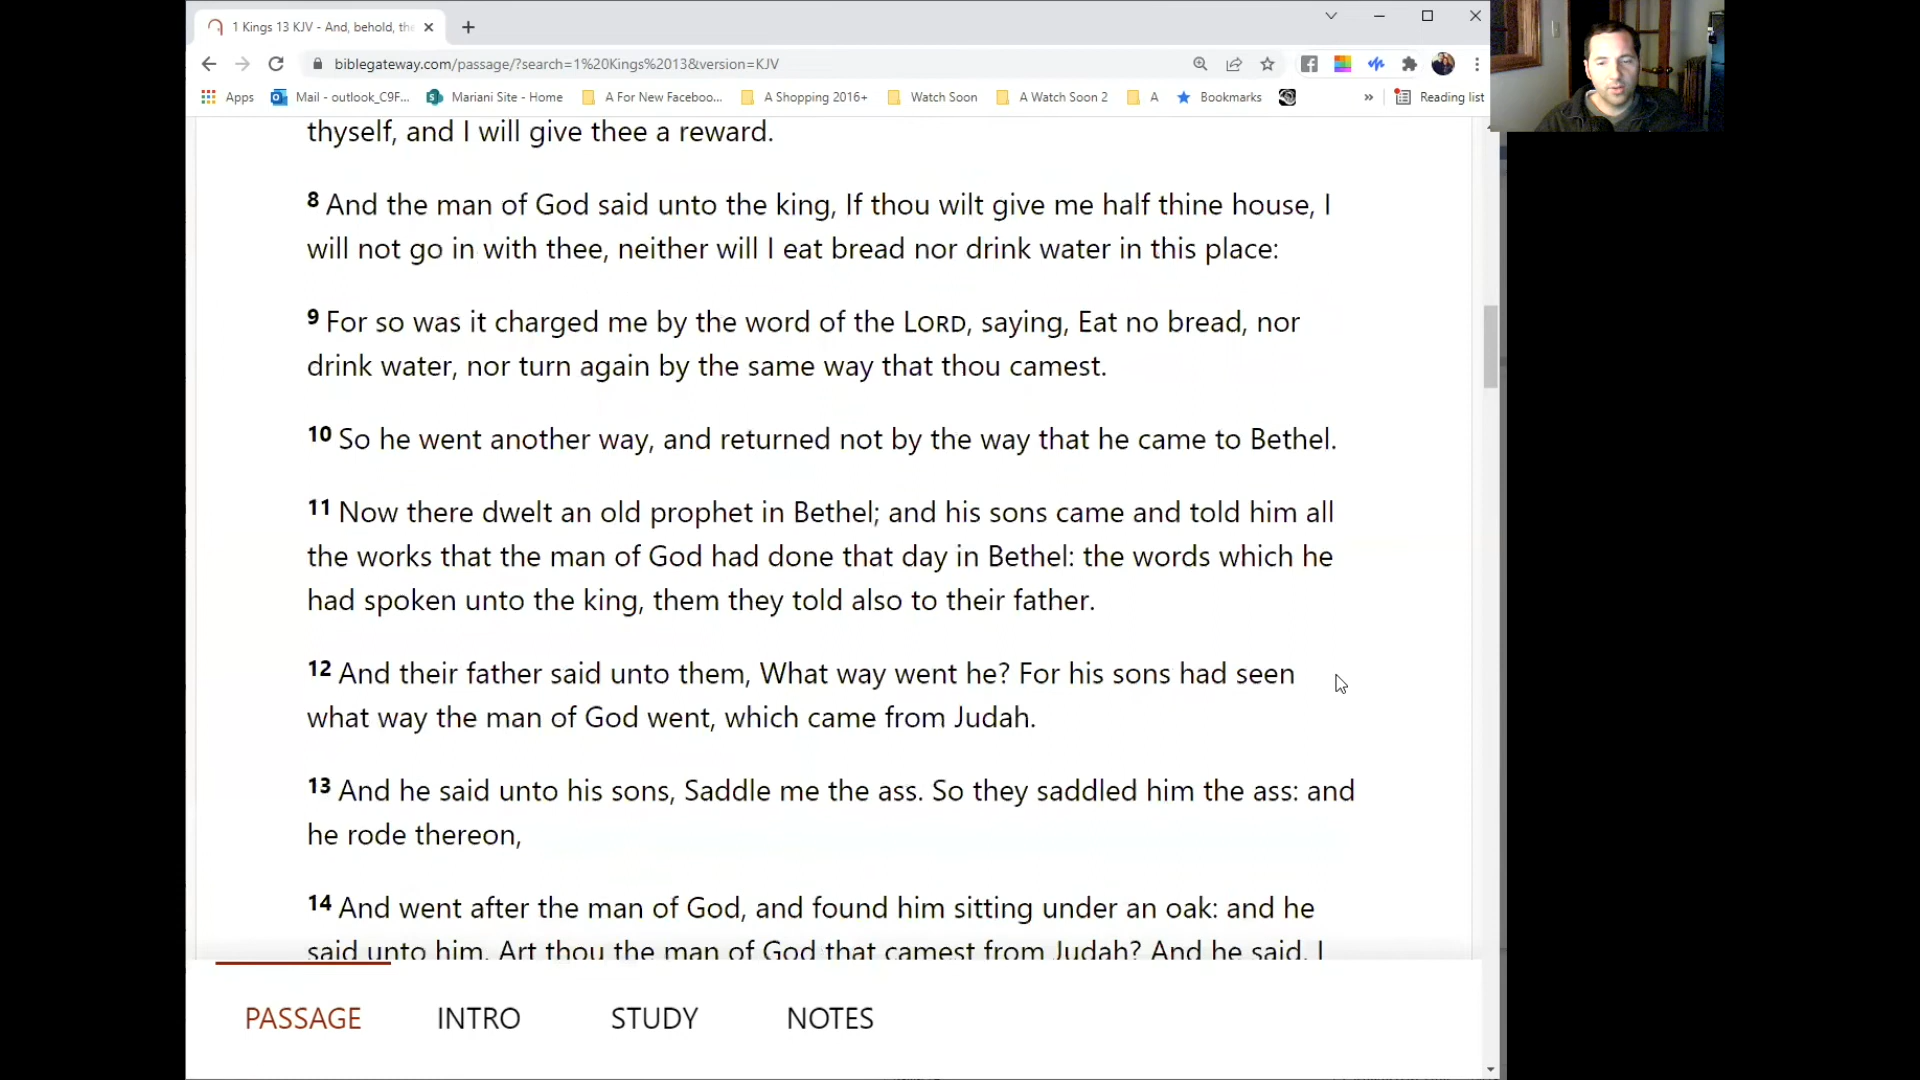 1 Kings 13 KJV - And, behold, the
biblegateway.com/passage/?search=1%20Kings%2013&version=KJV
Apps Mail - outlook_C9F... Mariani Site - Home A For New Faceboo... A Shopping 2016+ Watch Soon A Watch Soon 2 A Bookmarks » Reading list
thyself, and I will give thee a reward.
8 And the man of God said unto the king, If thou wilt give me half thine house, I
will not go in with thee, neither will I eat bread nor drink water in this place:
9 For so was it charged me by the word of the LORD, saying, Eat no bread, nor
drink water, nor turn again by the same way that thou camest.
10 So he went another way, and returned not by the way that he came to Bethel.
11 Now there dwelt an old prophet in Bethel; and his sons came and told him all
the works that the man of God had done that day in Bethel: the words which he
had spoken unto the king, them they told also to their father.
12 And their father said unto them, What way went he? For his sons had seen
what way the man of God went, which came from Judah.
13 And he said unto his sons, Saddle me the ass. So they saddled him the ass: and
he rode thereon,
14 And went after the man of God, and found him sitting under an oak: and he
said unto him, Art thou the man of God that camest from Judah? And he said, I
PASSAGE INTRO STUDY NOTES